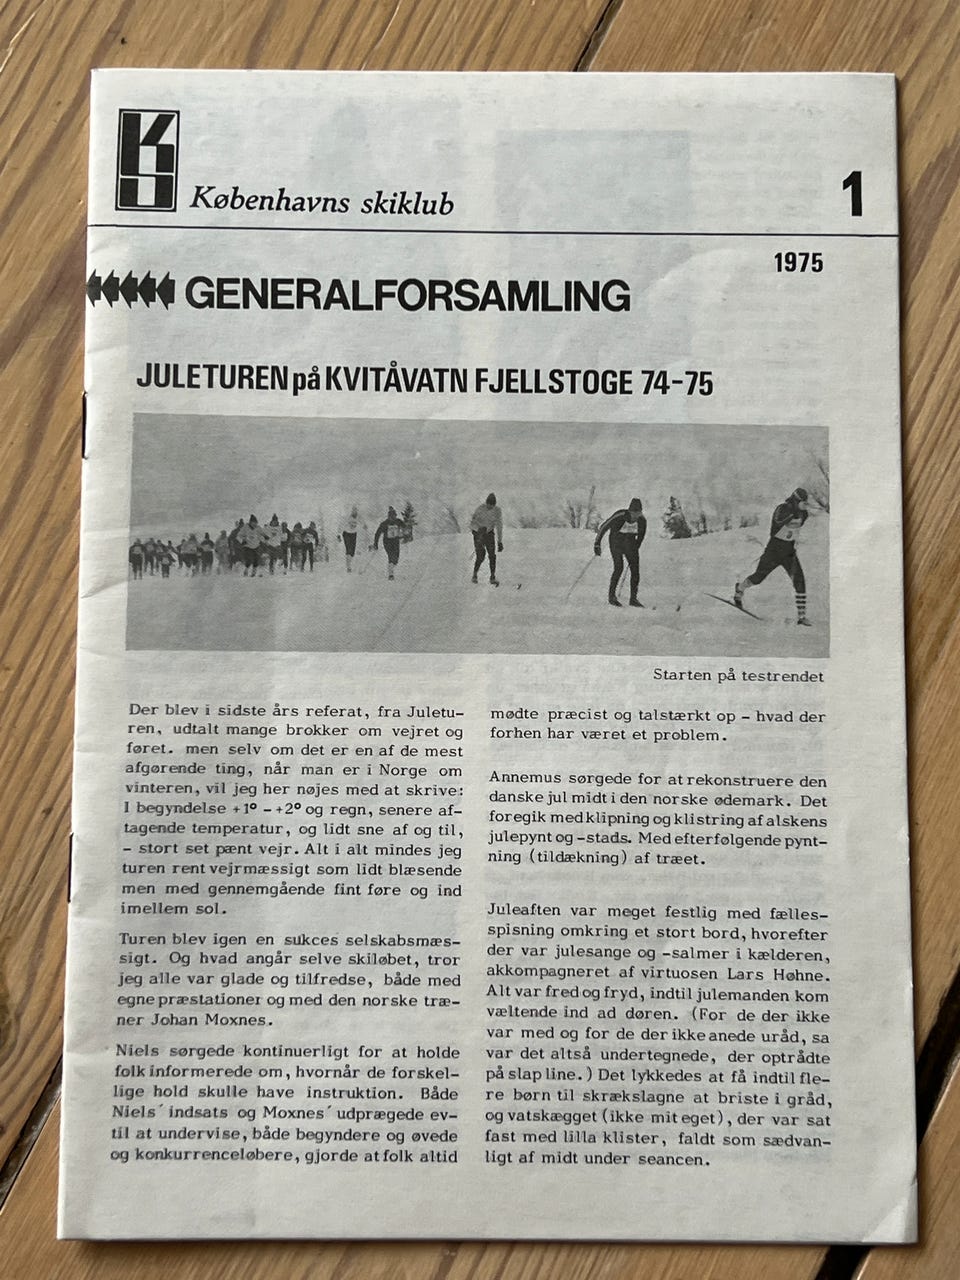 Københavns skiklub
1
1975
GENERALFORSAMLING
JULETUREN på KVITÅVATN FJELLSTOGE 74-75
Starten på testrendet
Der blev i sidste års referat, fra Juletu-
ren, udtalt mange brokker om vejret og
føret. men selv om det er en af de mest
afgørende ting, når man er i Norge om
vinteren, vil jeg her nøjes med at skrive:
I begyndelse +1° - +2° og regn, senere af-
tagende temperatur, og lidt sne af og til,
- stort set pænt vejr. Alt i alt mindes jeg
turen rent vejrmæssigt som lidt blæsende
men med gennemgående fint føre og ind
imellem sol.
Turen blev igen en sukces selskabsmæs-
sigt. Og hvad angår selve skiløbet, tror
jeg alle var glade og tilfredse, både med
egne præstationer og med den norske træ-
ner Johan Moxnes.
Niels sørgede kontinuerligt for at holde
folk informerede om, hvornår de forskel-
lige hold skulle have instruktion. Både
Niels´ indsats og Moxnes´ udprægede ev-
til at undervise, både begyndere og øvede
og konkurrenceløbere, gjorde at folk altid
mødte præcist og talstærkt op - hvad der
forhen har været et problem.
Annemus sørgede for at rekonstruere den
danske jul midt i den norske ødemark. Det
foregik med klipning og klistring af alskens
julepynt og -stads. Med efterfølgende pynt-
ning (tildækning) af træet.
Juleaften var meget festlig med fælles-
spisning omkring et stort bord, hvorefter
der var julesange og -salmer i kælderen,
akkompagneret af virtuosen Lars Høhne.
Alt var fred og fryd, indtil julemanden kom
væltende ind ad døren. (For de der ikke
var med og for de der ikke anede uråd, sa
var det altså undertegnede, der optrådte
på slap line.) Det lykkedes at få indtil fle-
re børn til skrækslagne at briste i gråd,
og vatskægget (ikke mit eget), der var sat
fast med lilla klister, faldt som sædvan-
ligt af midt under seancen.